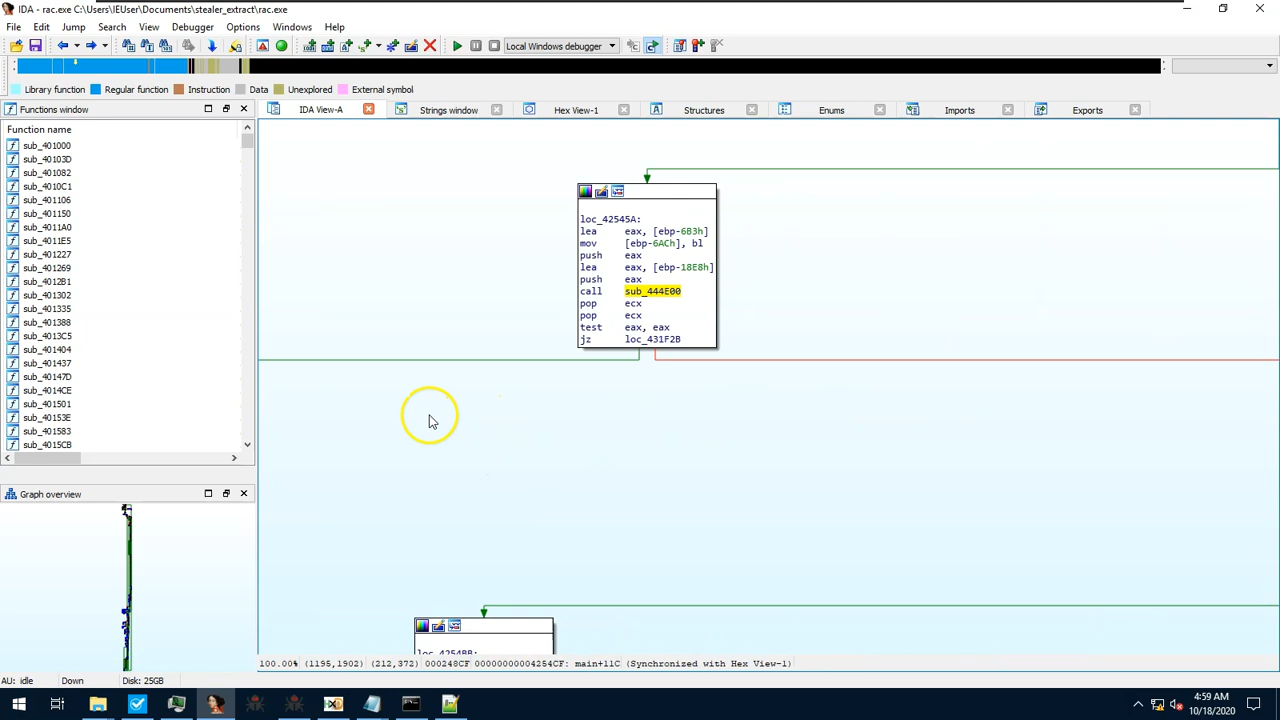 IDA - rac.exe C:\Users\IEUser\Documents\stealer_extract\rac.exe
File Edit Jump Search View Debugger Options Windows Help
Local Windows debugger
Library function Regular function Instruction Data Unexplored External symbol
Functions window
IDA View-A Strings window Hex View-1 Structures Enums Imports Exports
Function name
sub_401000
sub_40103D
sub_401082
sub_4010C1
sub_401106
sub_401150
sub_4011A0
sub_4011E5
sub_401227
sub_401269
sub_4012B1
sub_401302
sub_401335
sub_401388
sub_4013C5
sub_401404
sub_401437
sub_40147D
sub_4014CE
sub_401501
sub_40153E
sub_401583
sub_4015CB
loc_42545A:
lea eax, [ebp-6B3h]
mov [ebp-6ACh], bl
push eax
lea eax, [ebp-18E8h]
push eax
call sub_444E00
pop ecx
pop ecx
test eax, eax
jz loc_431F2B
Graph overview
loc_4254BB:
100.00% (1195,1902) (212,372) 000248CF 00000000004254CF: main+11C (Synchronized with Hex View-1)
AU: idle Down Disk: 25GB
4:59 AM
10/18/2020